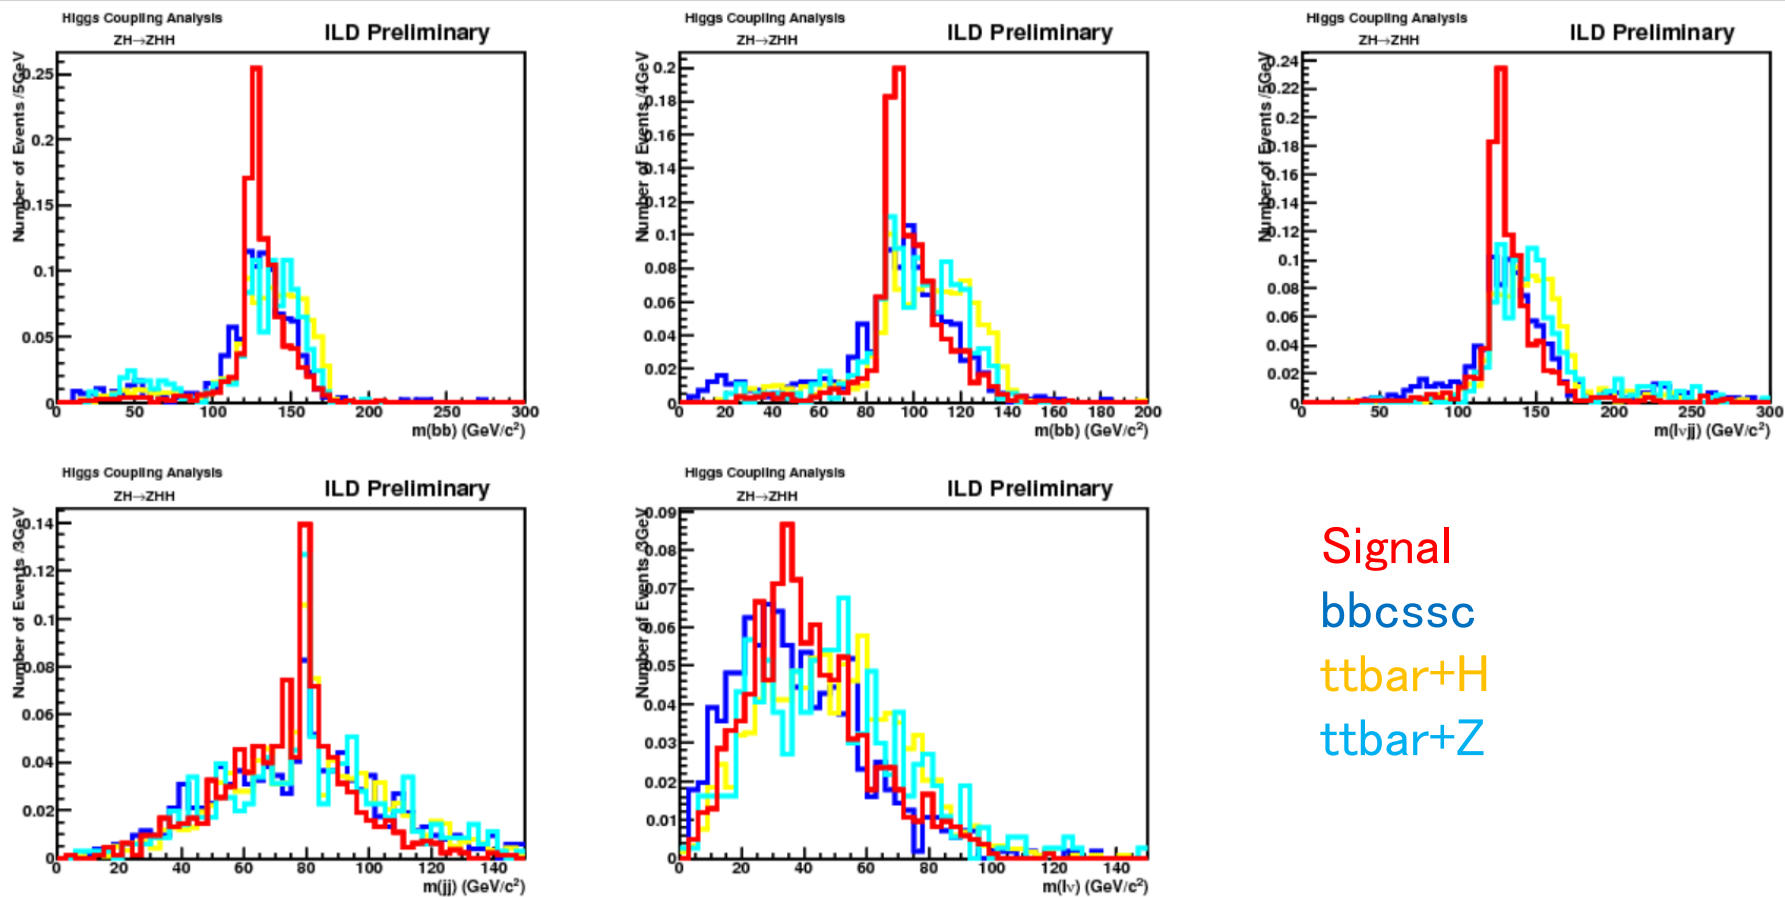 Higgs Coupling Analysis
ZH→ZHH
ILD Preliminary
Number of Events /5GeV
0.25
0.2
0.15
0.1
0.05
0
0 50 100 150 200 250 300
m(bb) (GeV/c²)
Higgs Coupling Analysis
ZH→ZHH
ILD Preliminary
Number of Events /4GeV
0.2
0.18
0.16
0.14
0.12
0.1
0.08
0.06
0.04
0.02
0
0 20 40 60 80 100 120 140 160 180 200
m(bb) (GeV/c²)
Higgs Coupling Analysis
ZH→ZHH
ILD Preliminary
Number of Events /5GeV
0.24
0.22
0.2
0.18
0.16
0.14
0.12
0.1
0.08
0.06
0.04
0.02
0
0 50 100 150 200 250 300
m(lνjj) (GeV/c²)
Higgs Coupling Analysis
ZH→ZHH
ILD Preliminary
Number of Events /3GeV
0.14
0.12
0.1
0.08
0.06
0.04
0.02
0
0 20 40 60 80 100 120 140
m(jj) (GeV/c²)
Higgs Coupling Analysis
ZH→ZHH
ILD Preliminary
Number of Events /3GeV
0.09
0.08
0.07
0.06
0.05
0.04
0.03
0.02
0.01
0
0 20 40 60 80 100 120 140
m(lν) (GeV/c²)
Signal
bbcssc
ttbar+H
ttbar+Z